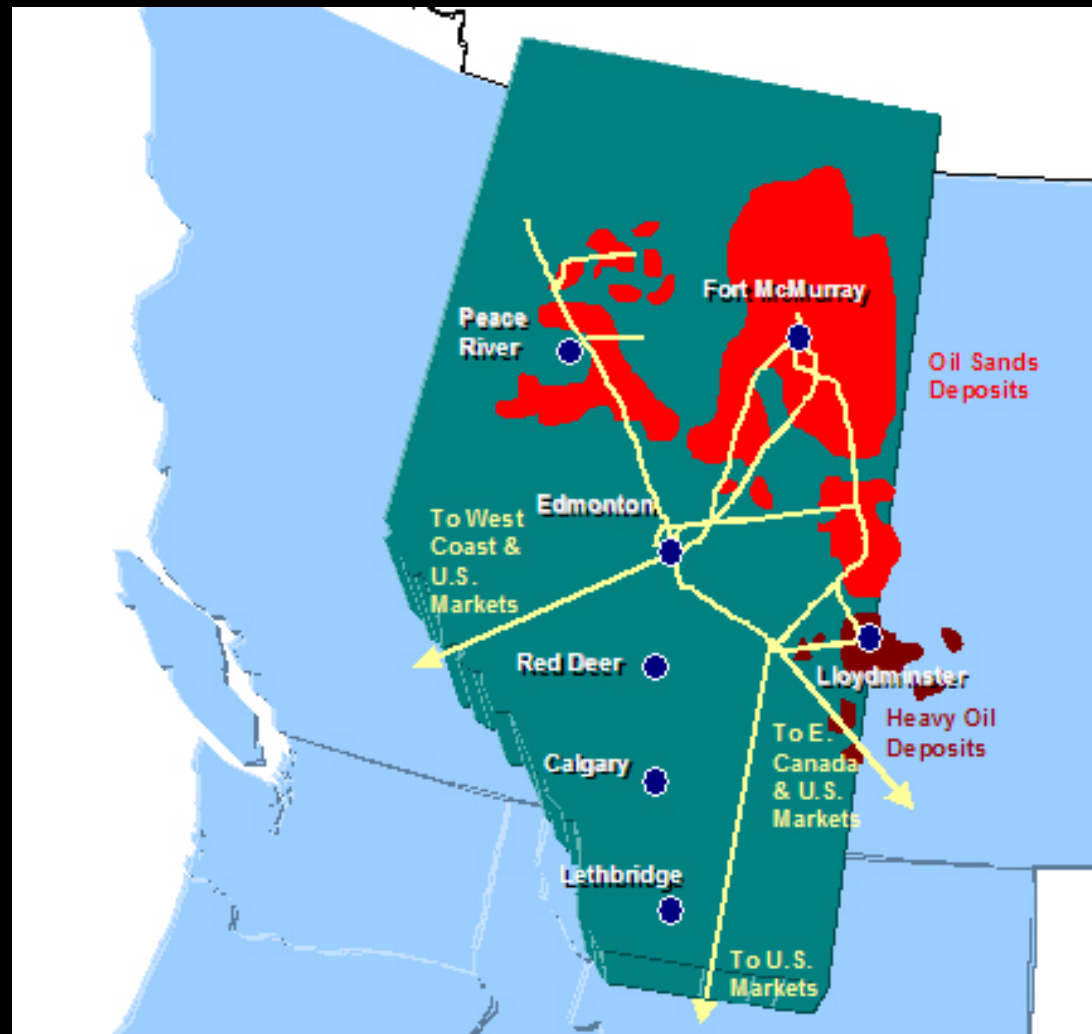 Fort McMurray
Peace
River
Oil Sands
Deposits
Edmonton
To West
Coast &
U.S.
Markets
Red Deer
Lloydminster
Heavy Oil
Deposits
To E.
Canada
& U.S.
Markets
Calgary
Lethbridge
To U.S.
Markets